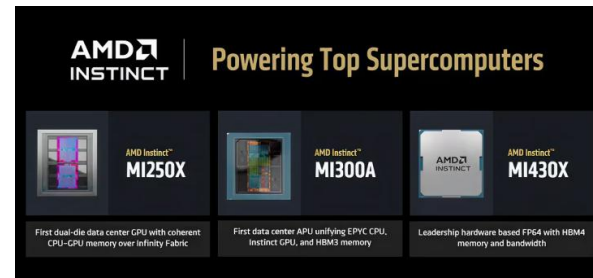 AMD
INSTINCT
Powering Top Supercomputers
AMD Instinct™
MI250X
First dual-die data center GPU with coherent
CPU-GPU memory over Infinity Fabric
AMD Instinct™
MI300A
First data center APU unifying EPYC CPU,
Instinct GPU, and HBM3 memory
AMD
INSTINCT
AMD Instinct™
MI430X
Leadership hardware based FP64 with HBM4
memory and bandwidth